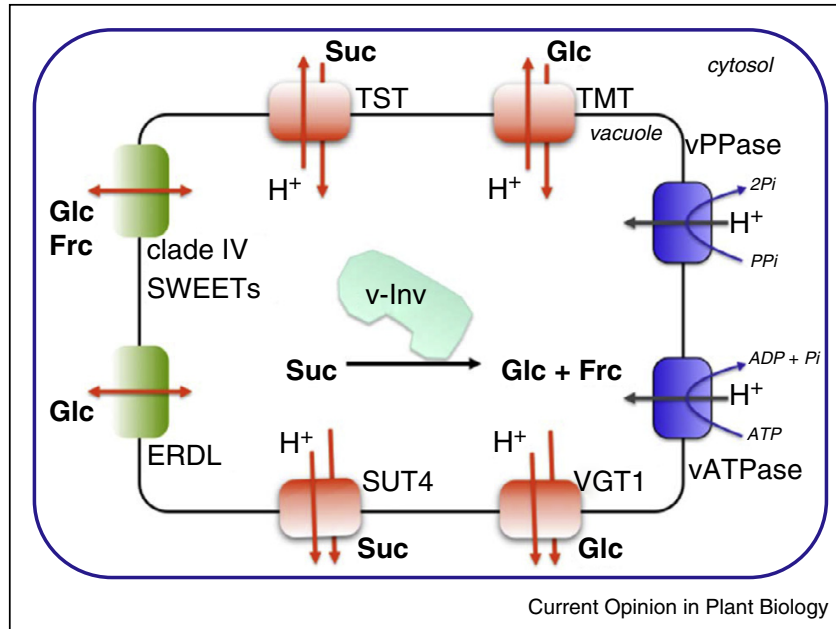 Suc
Glc
cytosol
TST
TMT
vacuole
vPPase
H+
H+
2Pi
H+
PPi
Glc
Frc
clade IV
SWEETs
v-Inv
Suc
Glc + Frc
ADP + Pi
H+
ATP
vATPase
Glc
ERDL
H+
SUT4
Suc
H+
VGT1
Glc
Current Opinion in Plant Biology